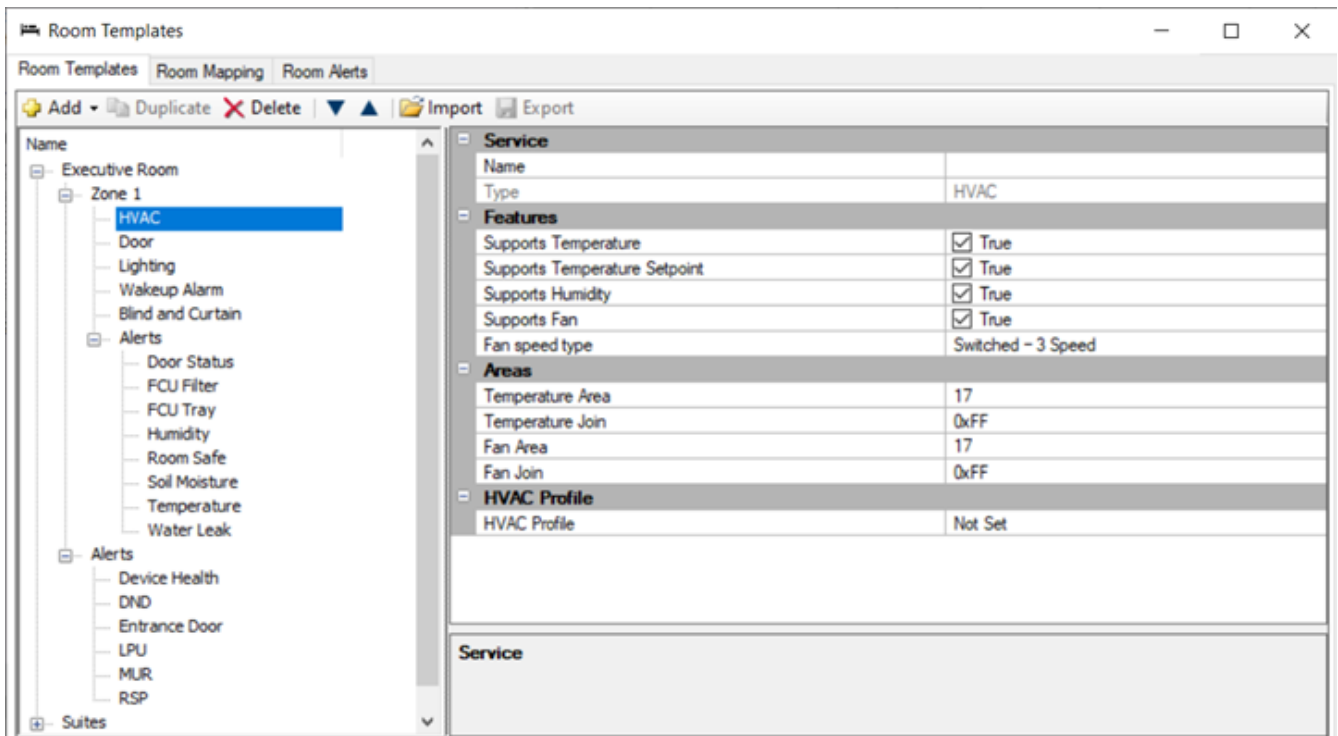 Room Templates
Room Templates Room Mapping Room Alerts
Add Duplicate Delete Import Export
Name
Executive Room
Zone 1
HVAC
Door
Lighting
Wakeup Alarm
Blind and Curtain
Alerts
Door Status
FCU Filter
FCU Tray
Humidity
Room Safe
Soil Moisture
Temperature
Water Leak
Alerts
Device Health
DND
Entrance Door
LPU
MUR
RSP
Suites
Service
Name
Type HVAC
Features
Supports Temperature True
Supports Temperature Setpoint True
Supports Humidity True
Supports Fan True
Fan speed type Switched - 3 Speed
Areas
Temperature Area 17
Temperature Join 0xFF
Fan Area 17
Fan Join 0xFF
HVAC Profile
HVAC Profile Not Set
Service